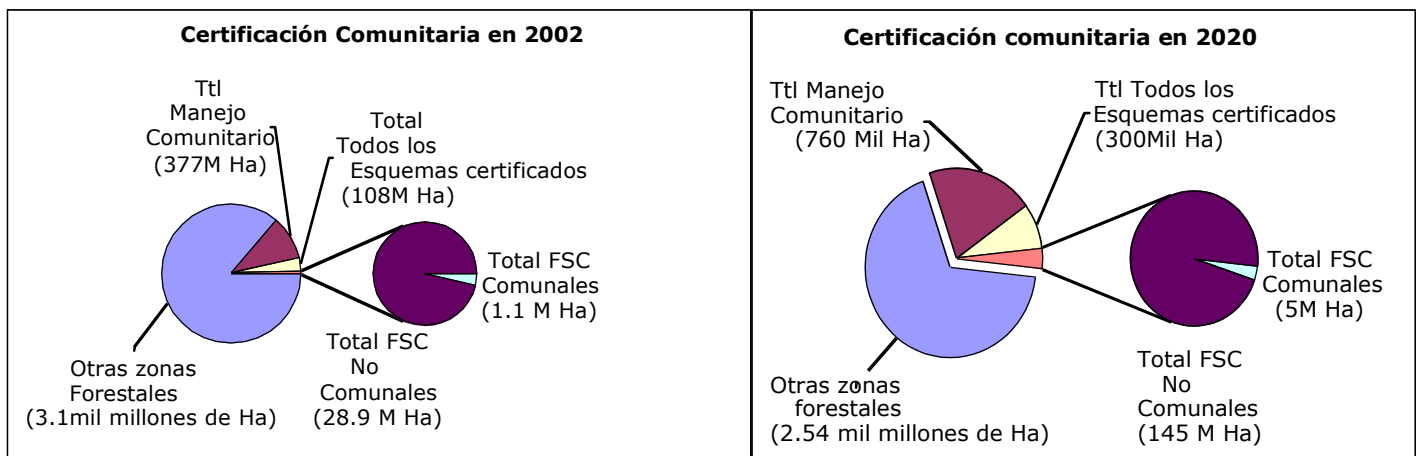 Certificación Comunitaria en 2002
Ttl
Manejo
Comunitario
(377M Ha)
Total
Todos los
Esquemas certificados
(108M Ha)
Total FSC
Comunales
(1.1 M Ha)
Total FSC
No
Comunales
(28.9 M Ha)
Otras zonas
Forestales
(3.1mil millones de Ha)
Certificación comunitaria en 2020
Ttl Manejo
Comunitario
(760 Mil Ha)
Ttl Todos los
Esquemas certificados
(300Mil Ha)
Total FSC
Comunales
(5M Ha)
Total FSC
No
Comunales
(145 M Ha)
Otras zonas
forestales
(2.54 mil millones de Ha)